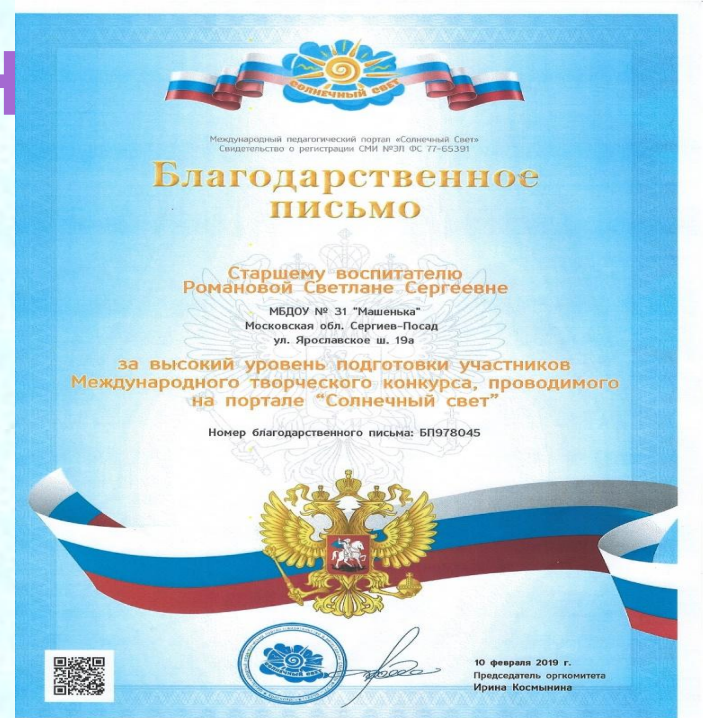 Н
СОЛНЕЧНЫЙ СВЕТ
Международный педагогический портал «Солнечный Свет»
Свидетельство о регистрации СМИ №ЭЛ ФС 77-65391
Благодарственное
письмо
Старшему воспитателю
Романовой Светлане Сергеевне
МБДОУ № 31 "Машенька"
Московская обл. Сергиев-Посад
ул. Ярославское ш. 19а
за высокий уровень подготовки участников
Международного творческого конкурса, проводимого
на портале “Солнечный свет”
Номер благодарственного письма: БП978045
СОЛНЕЧНЫЙ СВЕТ
10 февраля 2019 г.
Председатель оргкомитета
Ирина Космынина